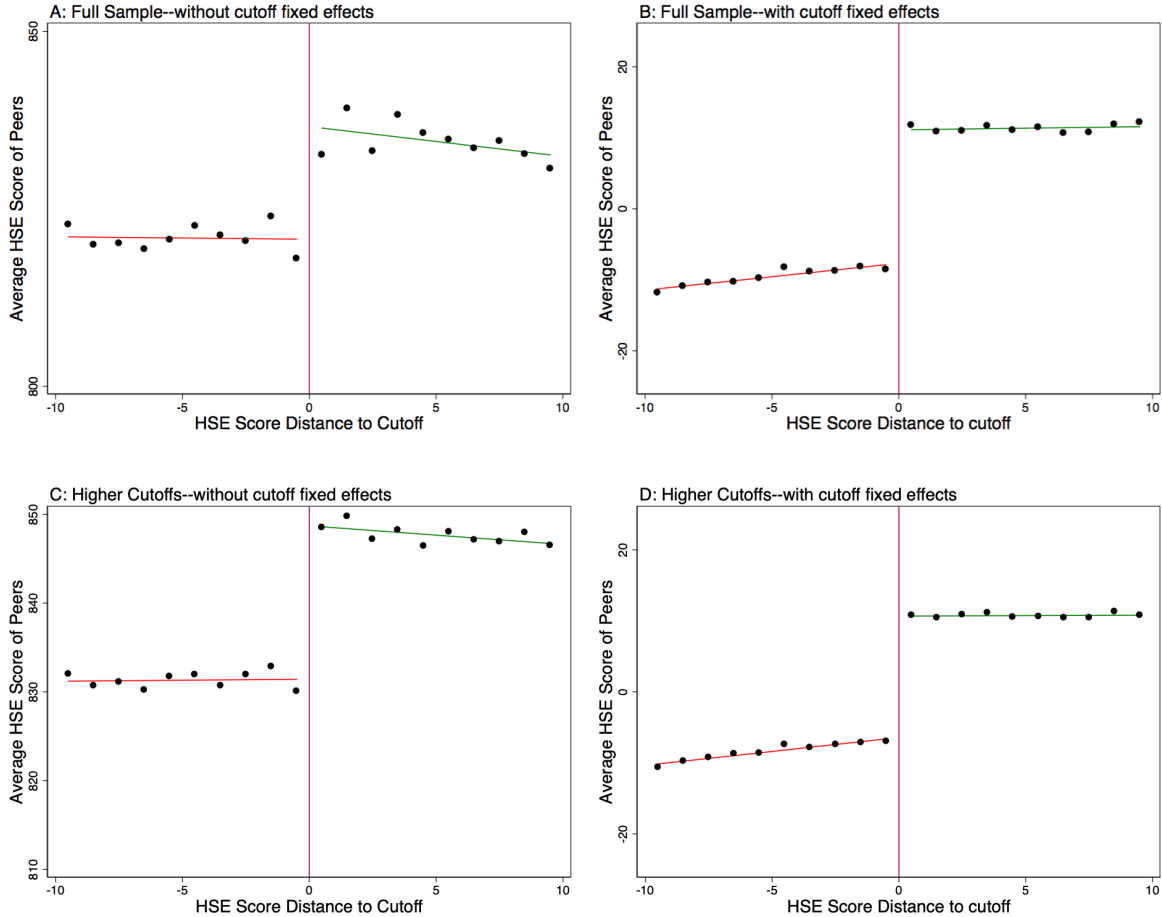 A: Full Sample--without cutoff fixed effects
850
800
Average HSE Score of Peers
-10 -5 0 5 10
HSE Score Distance to Cutoff
B: Full Sample--with cutoff fixed effects
20
0
-20
Average HSE Score of Peers
-10 -5 0 5 10
HSE Score Distance to cutoff
C: Higher Cutoffs--without cutoff fixed effects
850
840
830
820
810
Average HSE Score of Peers
-10 -5 0 5 10
HSE Score Distance to Cutoff
D: Higher Cutoffs--with cutoff fixed effects
20
0
-20
Average HSE Score of Peers
-10 -5 0 5 10
HSE Score Distance to cutoff